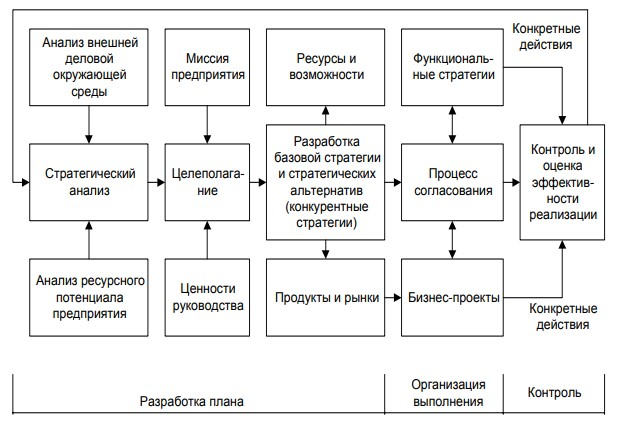 Анализ внешней
деловой
окружающей
среды
Миссия
предприятия
Ресурсы и
возможности
Функциональ-
ные стратегии
Конкретные
действия
Стратегический
анализ
Целеполага-
ние
Разработка
базовой стратегии
и стратегических
альтернатив
(конкурентные
стратегии)
Процесс
согласования
Контроль и
оценка
эффектив-
ности
реализации
Анализ ресурсного
потенциала
предприятия
Ценности
руководства
Продукты и рынки
Бизнес-проекты
Конкретные
действия
Разработка плана
Организация
выполнения
Контроль